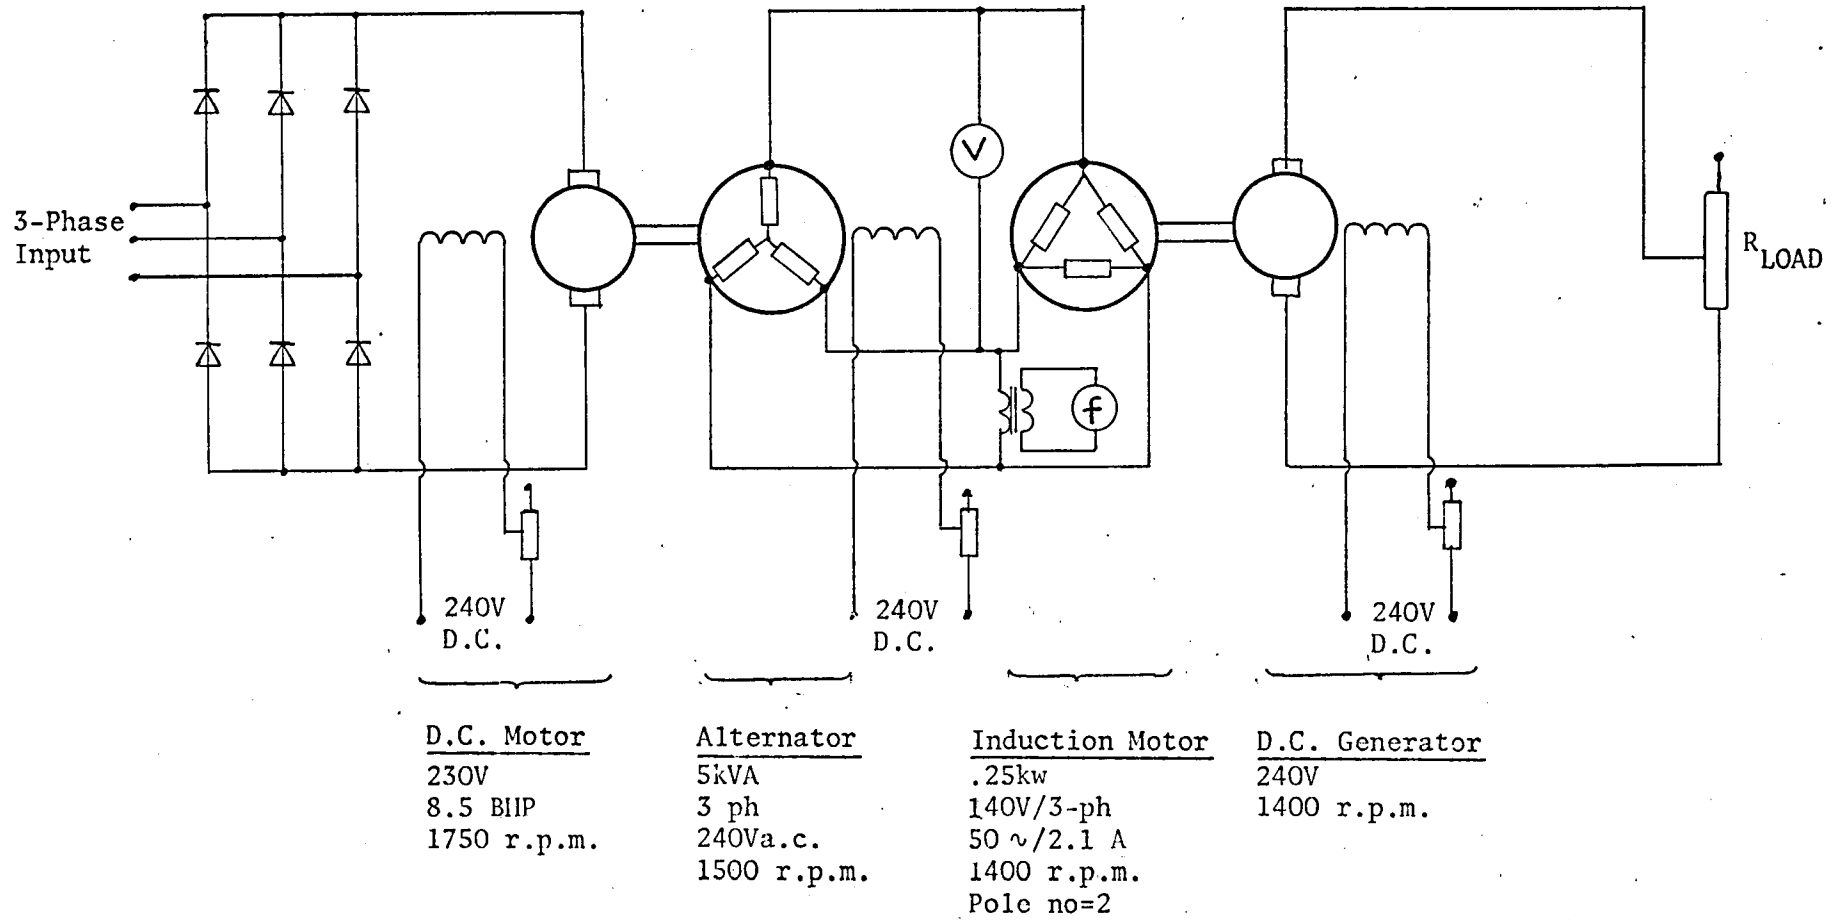 3-Phase
Input
V
f
R LOAD
240V
D.C.
240V
D.C.
240V
D.C.
D.C. Motor
230V
8.5 BHP
1750 r.p.m.
Alternator
5kVA
3 ph
240Va.c.
1500 r.p.m.
Induction Motor
.25kw
140V/3-ph
50 ~/2.1 A
1400 r.p.m.
Pole no=2
D.C. Generator
240V
1400 r.p.m.